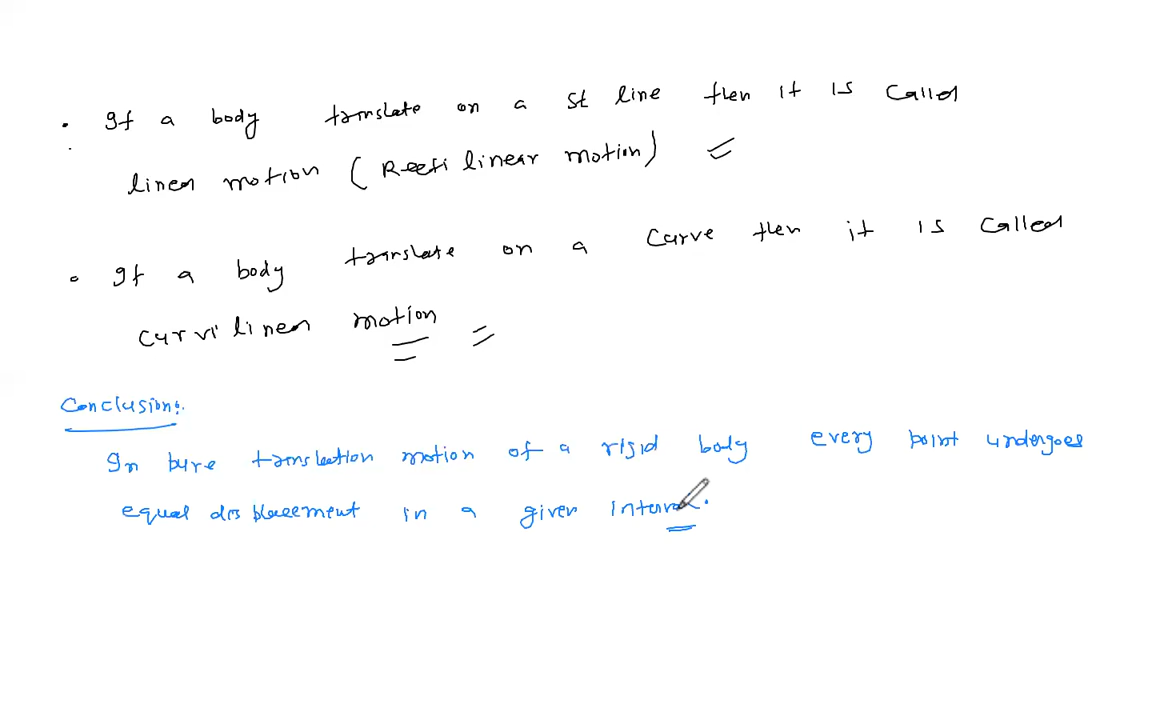 • If a body translate on a st line then it is called
linear motion (Rectilinear motion)
• If a body translate on a curve then it is called
curvilinear motion
Conclusion:
In pure translation motion of a rigid body every point undergoes
equal displacement in a given interval.